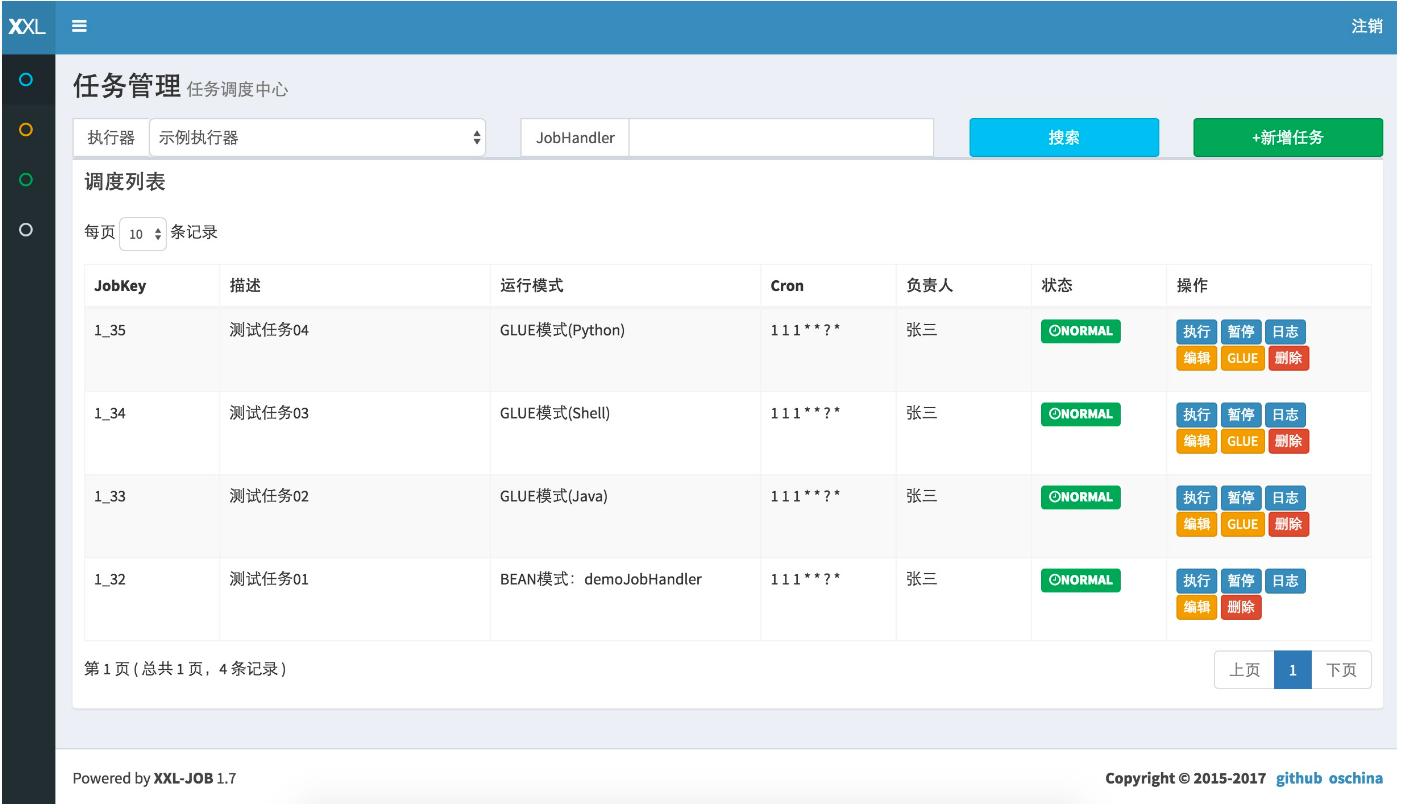 XXL
注销
任务管理 任务调度中心
执行器 示例执行器 JobHandler 搜索 +新增任务
调度列表
每页 10 条记录
JobKey 描述 运行模式 Cron 负责人 状态 操作
1_35 测试任务04 GLUE模式(Python) 1 1 1 * * ? * 张三 NORMAL 执行 暂停 日志
编辑 GLUE 删除
1_34 测试任务03 GLUE模式(Shell) 1 1 1 * * ? * 张三 NORMAL 执行 暂停 日志
编辑 GLUE 删除
1_33 测试任务02 GLUE模式(Java) 1 1 1 * * ? * 张三 NORMAL 执行 暂停 日志
编辑 GLUE 删除
1_32 测试任务01 BEAN模式：demoJobHandler 1 1 1 * * ? * 张三 NORMAL 执行 暂停 日志
编辑 删除
第 1 页 ( 总共 1 页，4 条记录 ) 上页 1 下页
Powered by XXL-JOB 1.7 Copyright © 2015-2017 github oschina